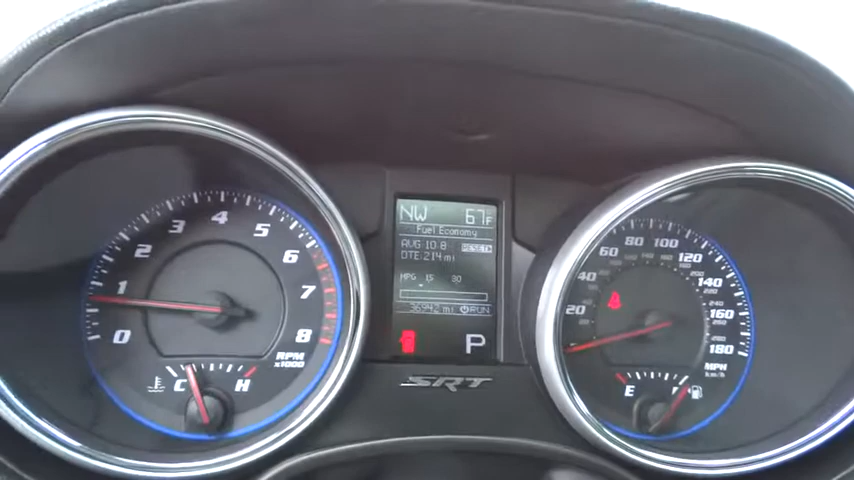 NW 67F
Fuel Economy
AVG:10.8 RESET
DTE:214 mi
MPG 15 30
36942 mi RUN
P
SRT
0 1 2 3 4 5 6 7 8
RPM
x1000
C H
20 40 60 80 100 120 140 160 180
MPH
km/h
E